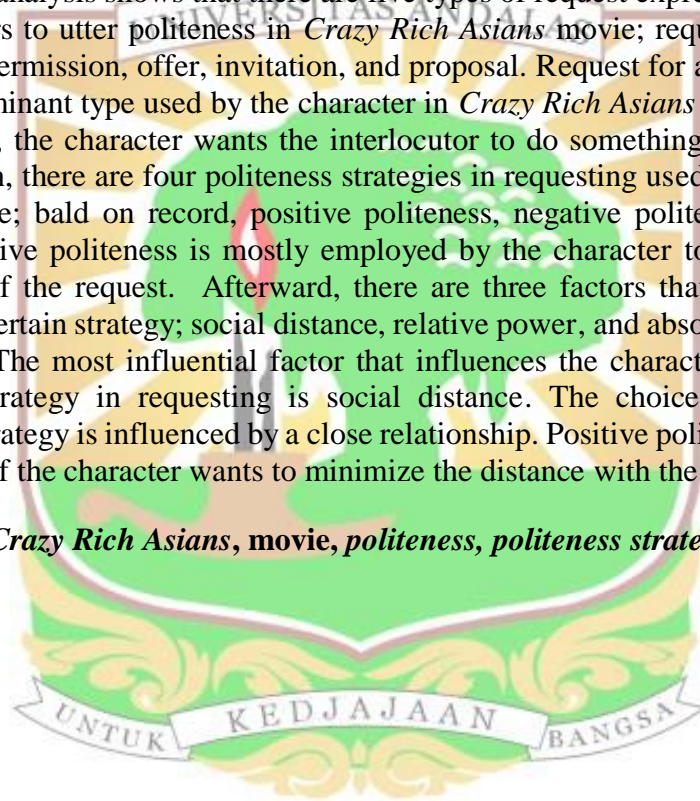 analysis shows that there are five types of request expre
UNIVERSITAS ANDALAS
rs to utter politeness in Crazy Rich Asians movie; requ
ermission, offer, invitation, and proposal. Request for a
minant type used by the character in Crazy Rich Asians
, the character wants the interlocutor to do something
n, there are four politeness strategies in requesting used
e; bald on record, positive politeness, negative polite
ive politeness is mostly employed by the character to
f the request. Afterward, there are three factors that
ertain strategy; social distance, relative power, and abso
The most influential factor that influences the charact
rategy in requesting is social distance. The choice
rategy is influenced by a close relationship. Positive poli
f the character wants to minimize the distance with the
Crazy Rich Asians, movie, politeness, politeness strate
UNTUK KEDJAJAAN BANGSA